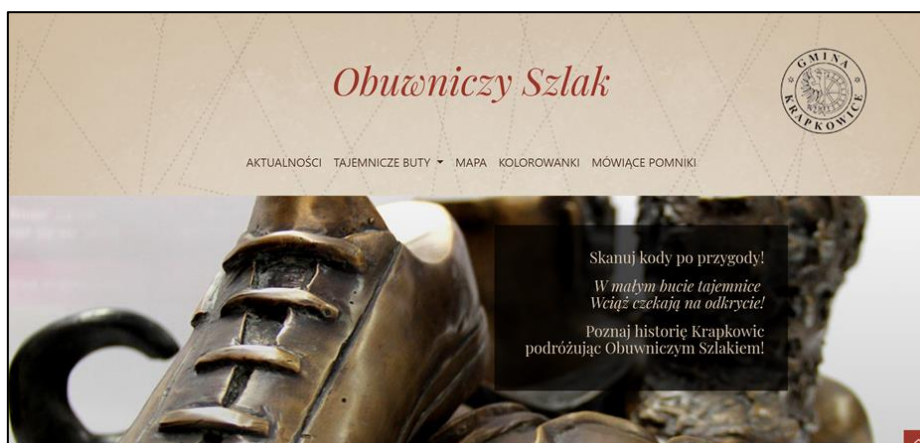 Obuwniczy Szlak
GMINA KRAPKOWICE
AKTUALNOŚCI TAJEMNICZE BUTY MAPA KOLOROWANKI MÓWIĄCE POMNIKI
Skanuj kody po przygody!
W małym bucie tajemnice
Wciąż czekają na odkrycie!
Poznaj historię Krapkowic
podróżując Obuwniczym Szlakiem!